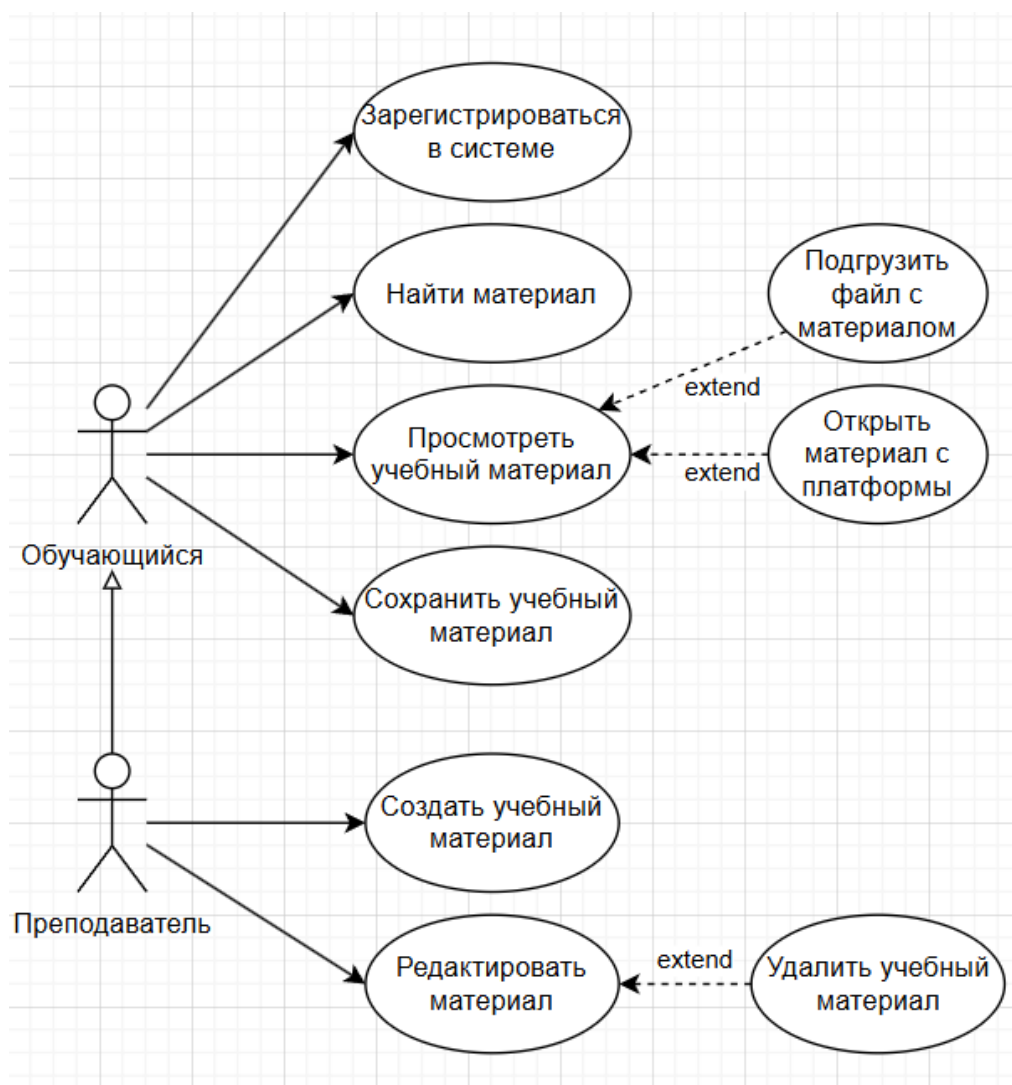 Зарегистрироваться
в системе
Найти материал
Подгрузить
файл с
материалом
extend
Просмотреть
учебный материал
extend
Открыть
материал с
платформы
Обучающийся
Сохранить учебный
материал
Создать учебный
материал
Преподаватель
Редактировать
материал
extend
Удалить учебный
материал